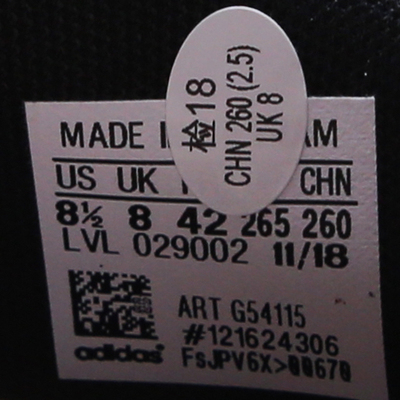 检18
CHN 260 (2.5)
UK 8
MADE I AM
US UK CHN
8½ 8 42 265 260
LVL 029002 11/18
ART G54115
#121624306
adidas FsJPV6X>00670